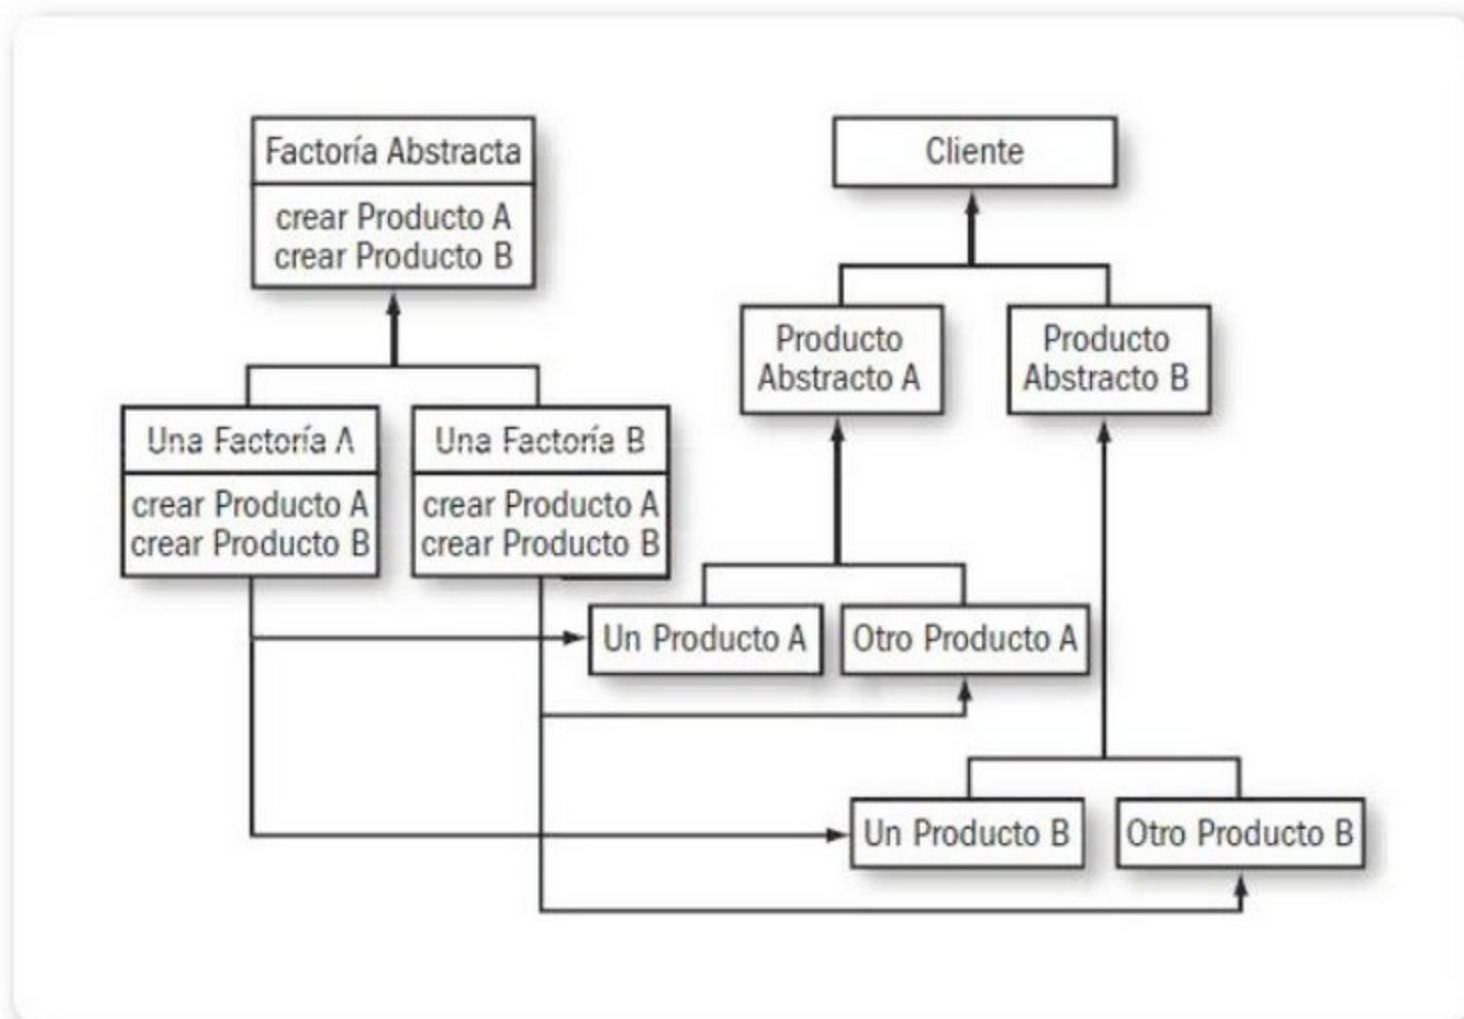 Factoría Abstracta
crear Producto A
crear Producto B
Cliente
Producto
Abstracto A
Producto
Abstracto B
Una Factoría A
crear Producto A
crear Producto B
Una Factoría B
crear Producto A
crear Producto B
Un Producto A
Otro Producto A
Un Producto B
Otro Producto B